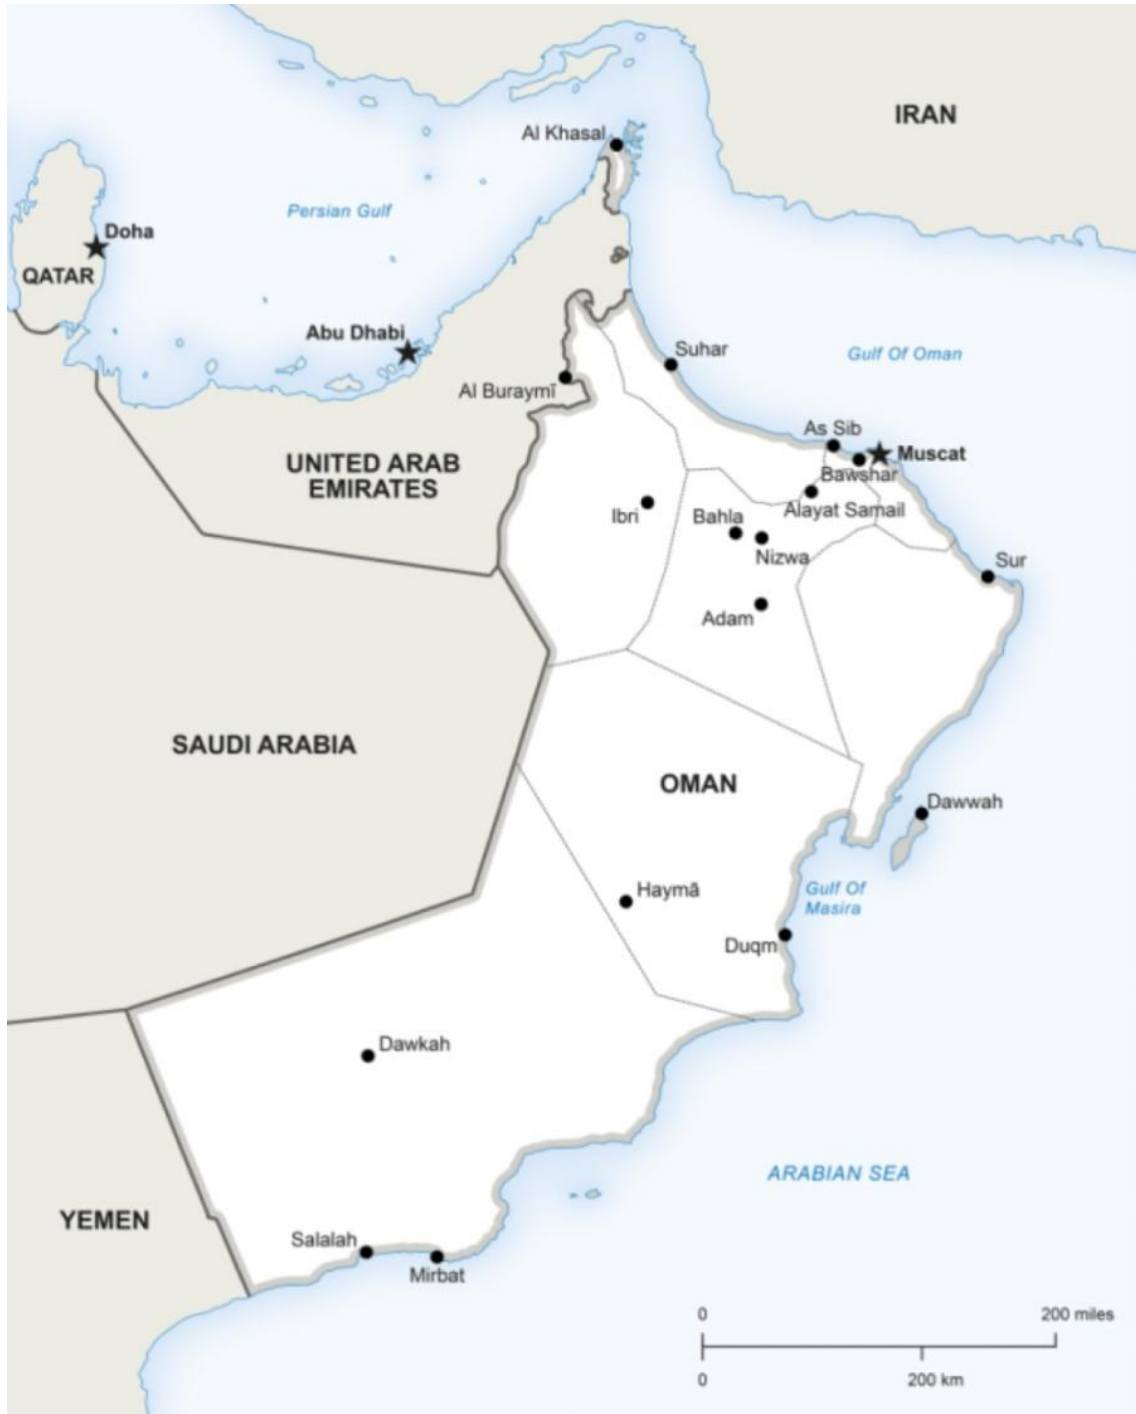 IRAN
Al Khasal
Persian Gulf
Doha
QATAR
Abu Dhabi
Suhar
Gulf Of Oman
Al Buraymī
As Sib
Muscat
UNITED ARAB
EMIRATES
Bawshar
Ibri
Bahla
Alayat Samail
Nizwa
Sur
Adam
SAUDI ARABIA
OMAN
Dawwah
Haymā
Gulf Of
Masira
Duqm
Dawkah
ARABIAN SEA
YEMEN
Salalah
Mirbat
0
200 miles
0
200 km